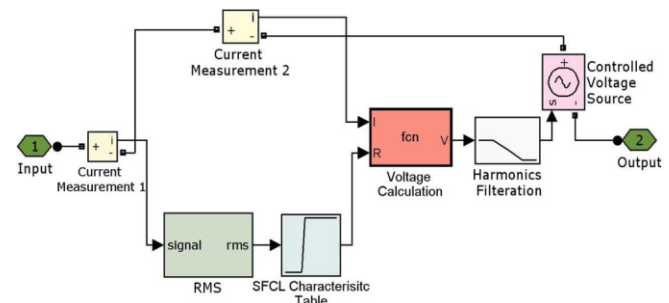 i
+
-
Current
Measurement 2
+
Controlled
Voltage
Source
s
-
1
Input
+
i
-
Current
Measurement 1
I
fcn
V
R
Voltage
Calculation
Harmonics
Filteration
2
Output
signal
rms
RMS
SFCL Characterisitc
Table